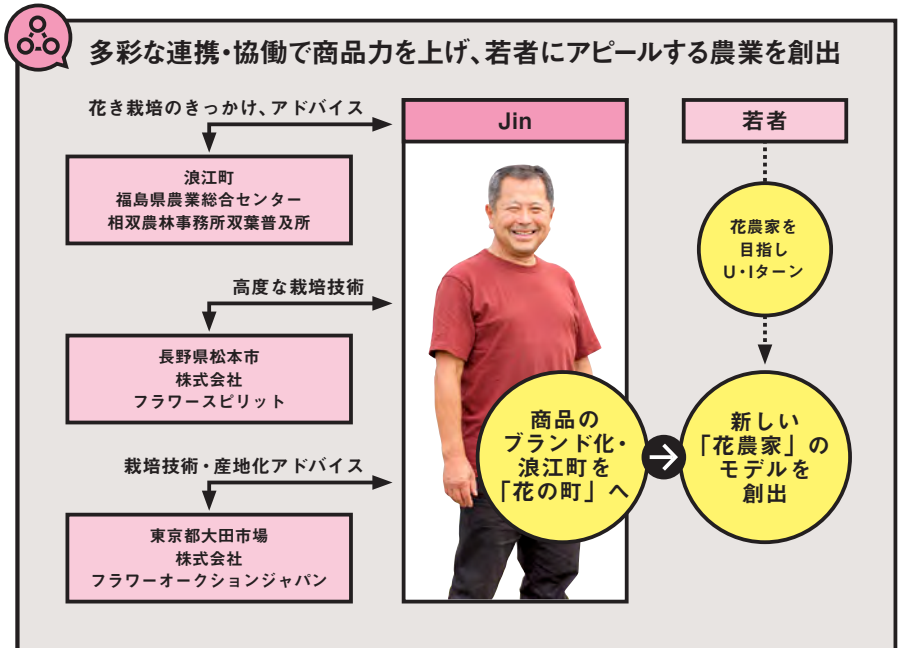 多彩な連携・協働で商品力を上げ、若者にアピールする農業を創出
花き栽培のきっかけ、アドバイス
浪江町
福島県農業総合センター
相双農林事務所双葉普及所
高度な栽培技術
長野県松本市
株式会社
フラワースピリット
栽培技術・産地化アドバイス
東京都大田市場
株式会社
フラワーオークションジャパン
Jin
商品の
ブランド化・
浪江町を
「花の町」へ
若者
花農家を
目指し
U・Iターン
新しい
「花農家」の
モデルを
創出